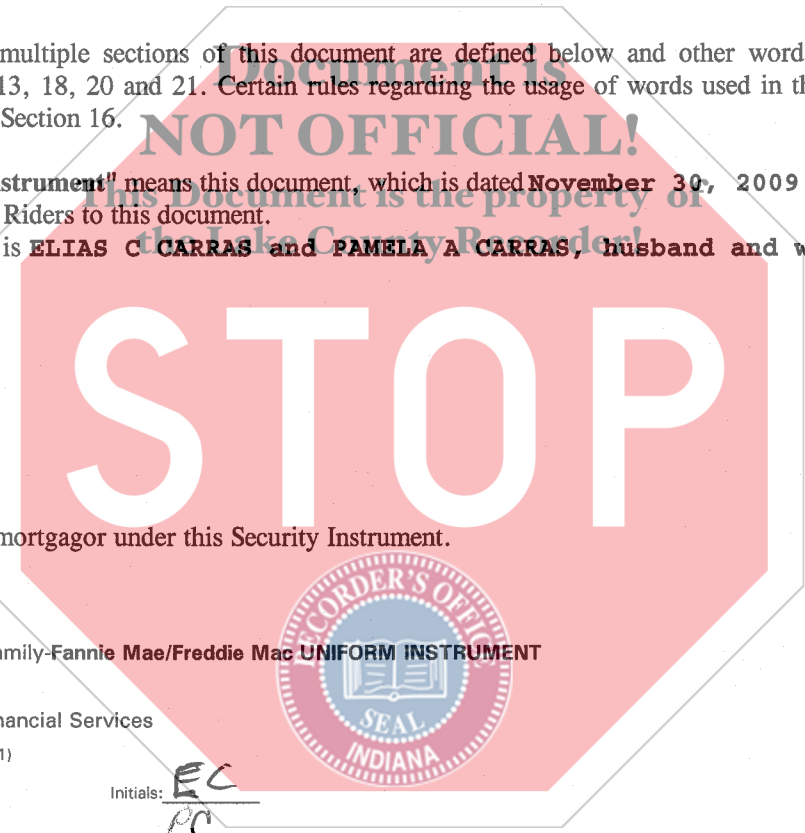 multiple sections of this document are defined below and other word
Document is
13, 18, 20 and 21. Certain rules regarding the usage of words used in th
Section 16.
NOT OFFICIAL!
strument" means this document, which is dated November 30, 2009
This Document is the property of
Riders to this document.
the Lake County Recorder!
is ELIAS C CARRAS and PAMELA A CARRAS, husband and w
STOP
mortgagor under this Security Instrument.
RECORDER'S OFFICE
amily-Fannie Mae/Freddie Mac UNIFORM INSTRUMENT
nancial Services
SEAL
1)
INDIANA
Initials: EC
PC